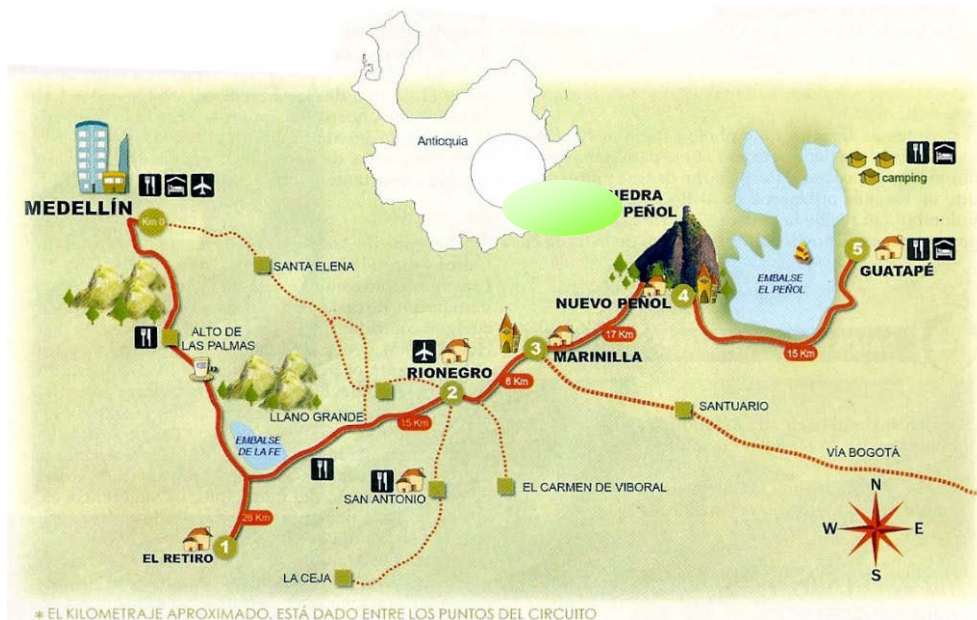 Antioquia
PIEDRA
PEÑOL
camping
MEDELLÍN
Km 0
SANTA ELENA
5
GUATAPÉ
EMBALSE
EL PEÑOL
NUEVO PEÑOL
4
ALTO DE
LAS PALMAS
17 Km
3
MARINILLA
15 Km
RIONEGRO
2
6 Km
LLANO GRANDE
15 Km
SANTUARIO
EMBALSE
DE LA FE
VÍA BOGOTÁ
SAN ANTONIO
EL CARMEN DE VIBORAL
N
W
E
S
EL RETIRO
1
LA CEJA
* EL KILOMETRAJE APROXIMADO, ESTÁ DADO ENTRE LOS PUNTOS DEL CIRCUITO